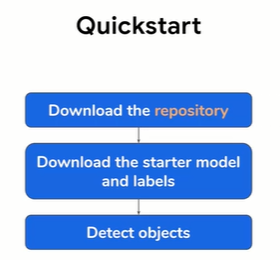 Quickstart
Download the repository
Download the starter model
and labels
Detect objects